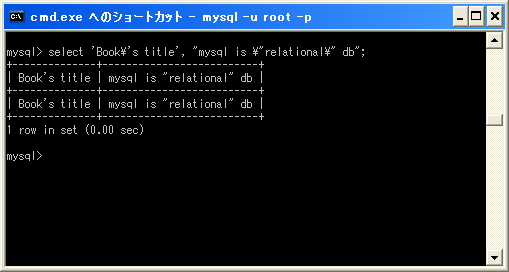 cmd.exe へのショートカット - mysql -u root -p
mysql> select 'Book¥'s title', "mysql is ¥"relational¥" db";
+--------------+--------------------------+
| Book's title | mysql is "relational" db |
+--------------+--------------------------+
| Book's title | mysql is "relational" db |
+--------------+--------------------------+
1 row in set (0.00 sec)
mysql>